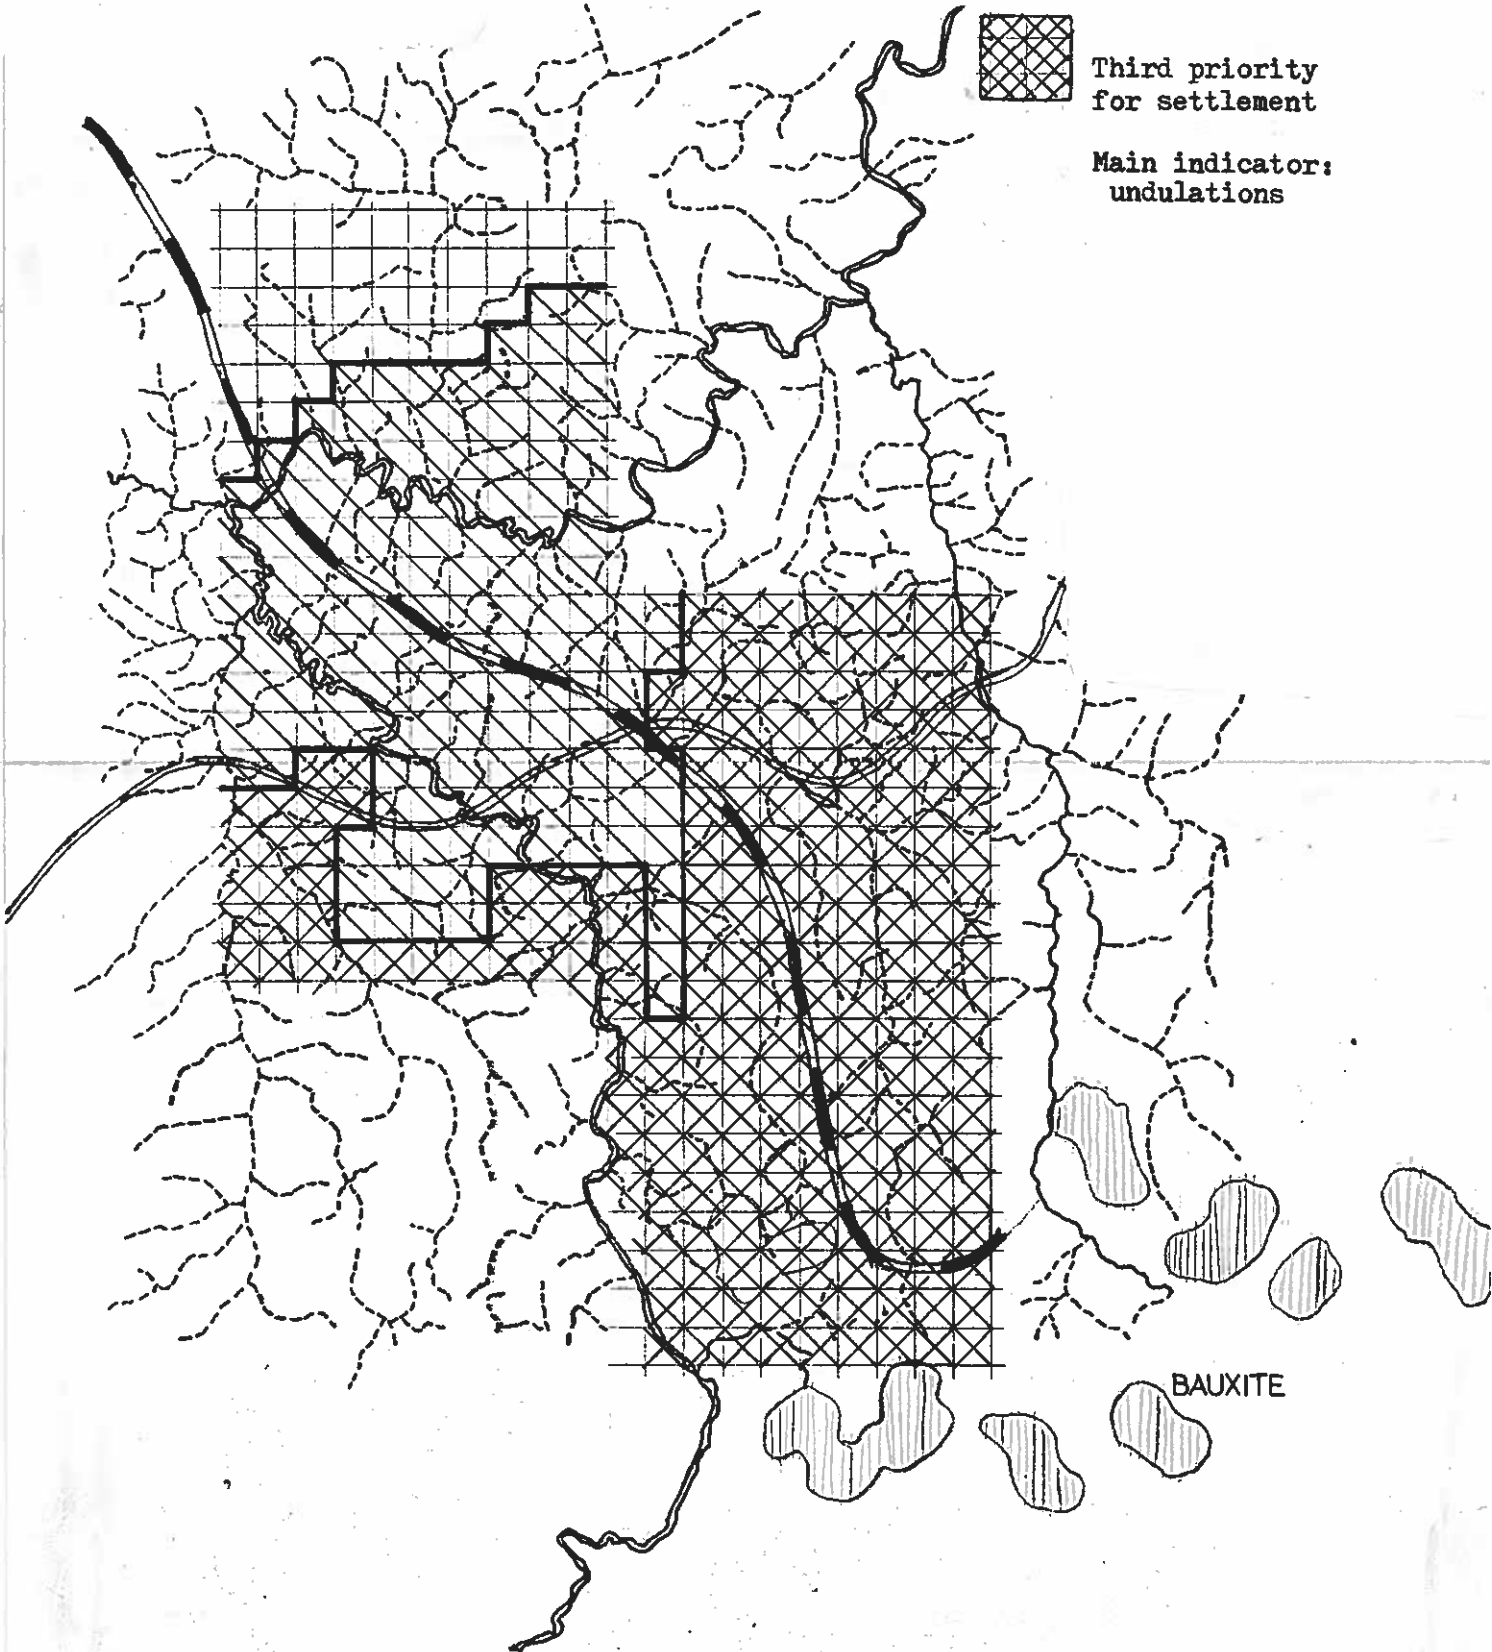 Third priority
for settlement
Main indicator:
undulations
BAUXITE